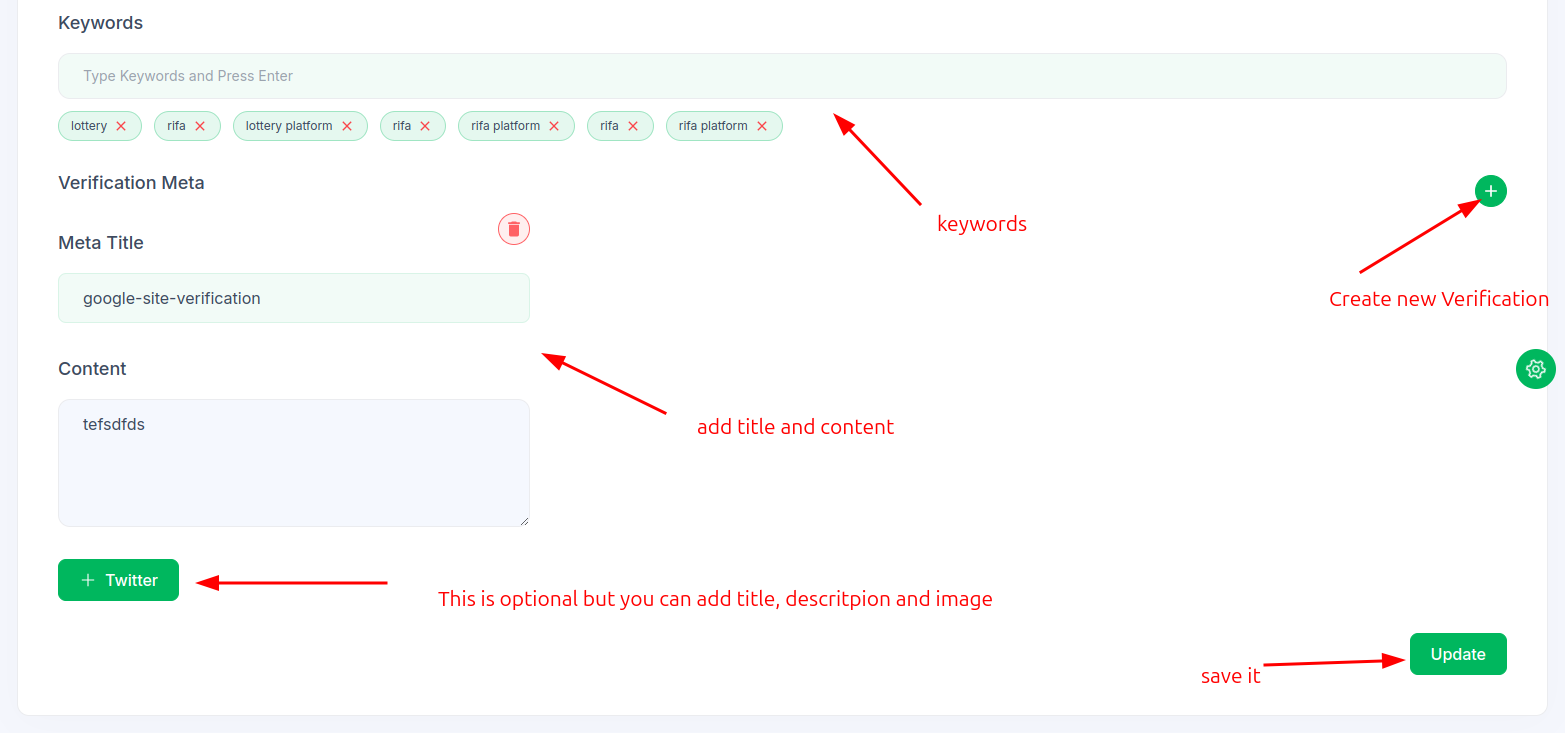 Keywords
Type Keywords and Press Enter
lottery rifa lottery platform rifa rifa platform rifa rifa platform
Verification Meta
keywords
Meta Title
google-site-verification
Create new Verification
Content
tefsdfds
add title and content
+ Twitter
This is optional but you can add title, descritpion and image
Update
save it